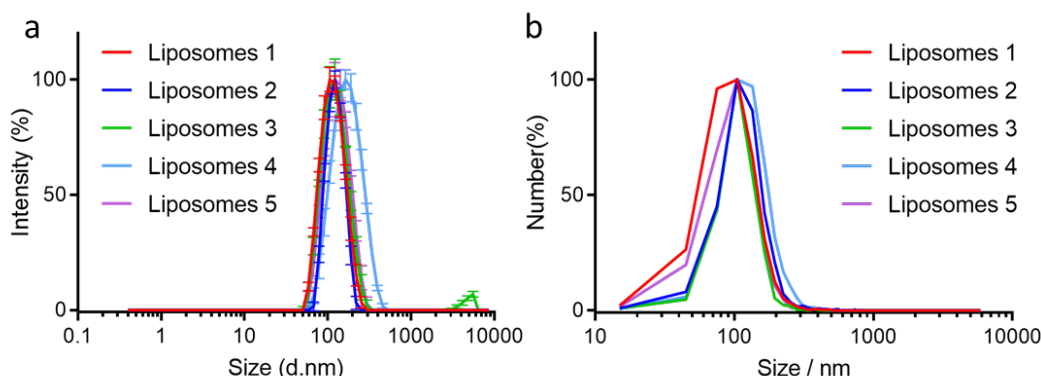 a
Liposomes 1
Liposomes 2
Liposomes 3
Liposomes 4
Liposomes 5
Intensity (%)
100
50
0
0.1 1 10 100 1000 10000
Size (d.nm)
b
Liposomes 1
Liposomes 2
Liposomes 3
Liposomes 4
Liposomes 5
Number(%)
100
50
0
10 100 1000 10000
Size / nm